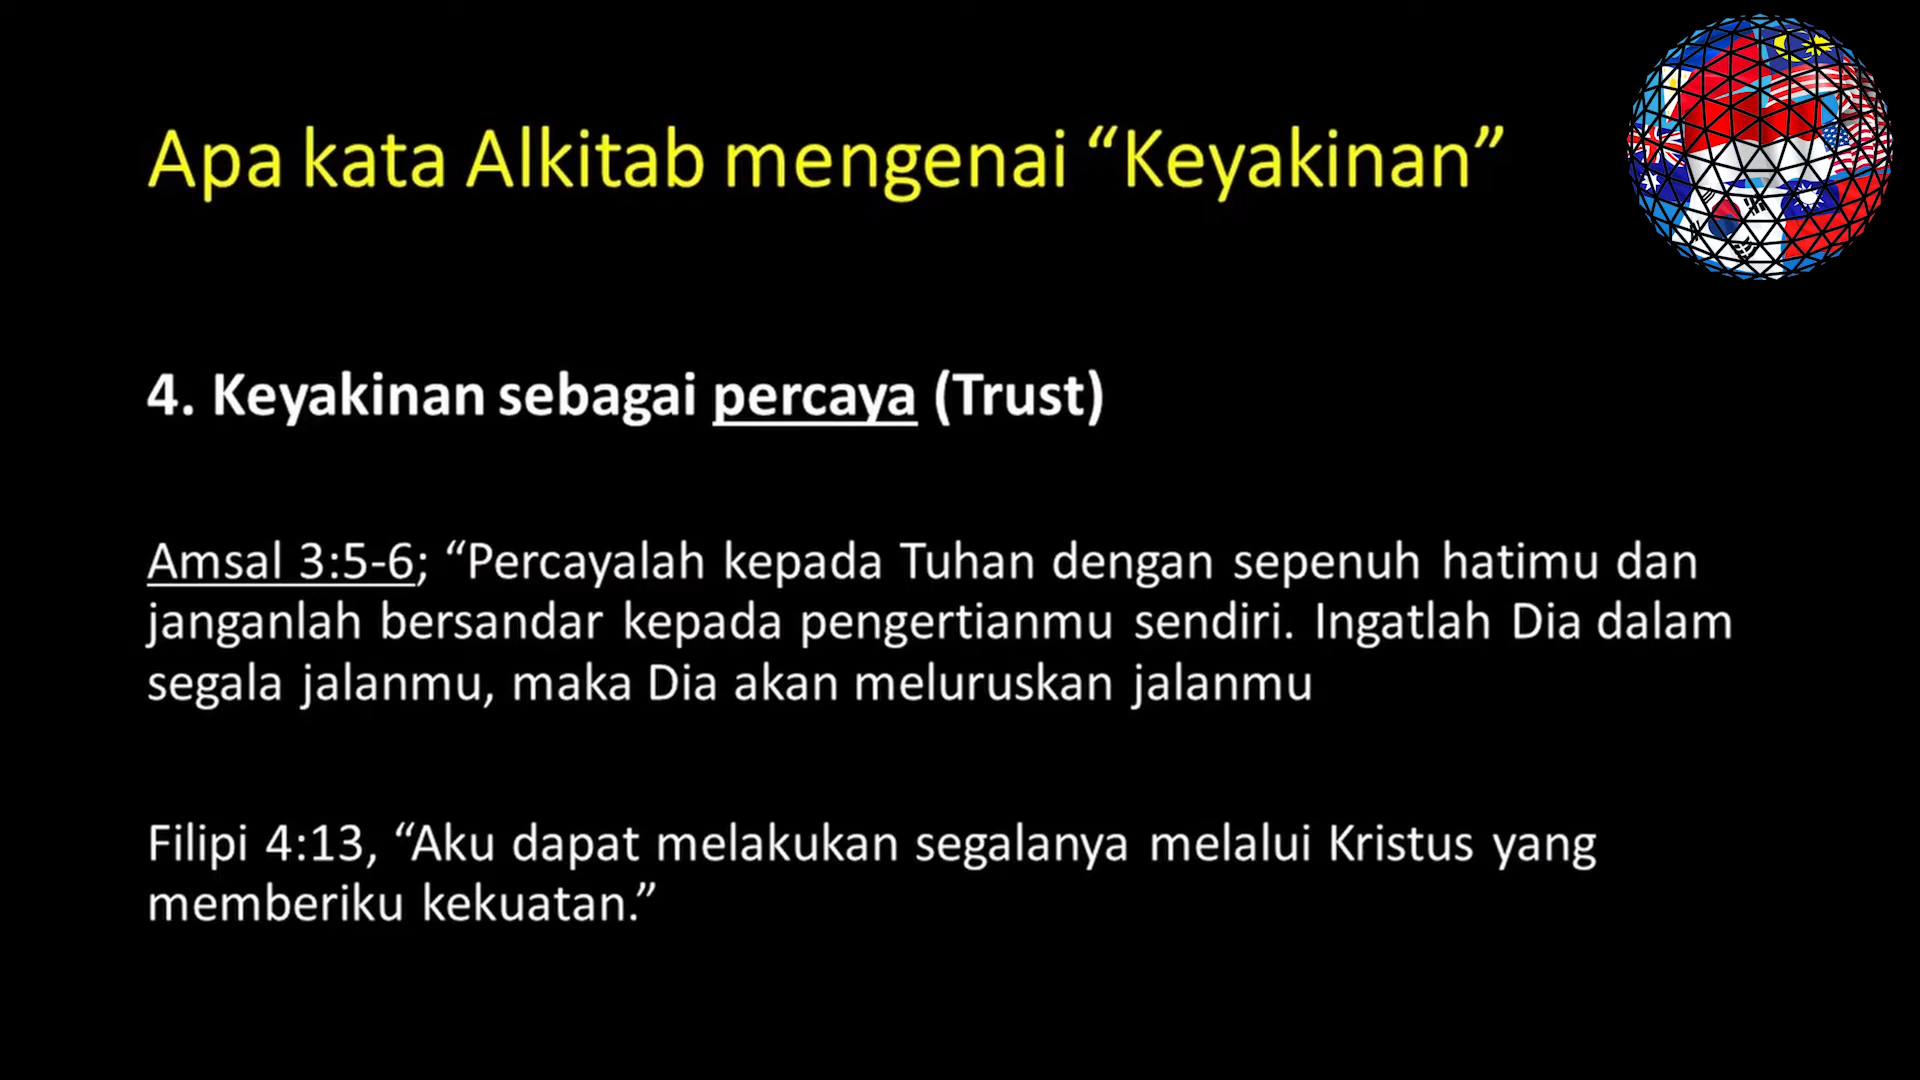 Apa kata Alkitab mengenai “Keyakinan”
4. Keyakinan sebagai percaya (Trust)
Amsal 3:5-6; “Percayalah kepada Tuhan dengan sepenuh hatimu dan
janganlah bersandar kepada pengertianmu sendiri. Ingatlah Dia dalam
segala jalanmu, maka Dia akan meluruskan jalanmu
Filipi 4:13, “Aku dapat melakukan segalanya melalui Kristus yang
memberiku kekuatan.”